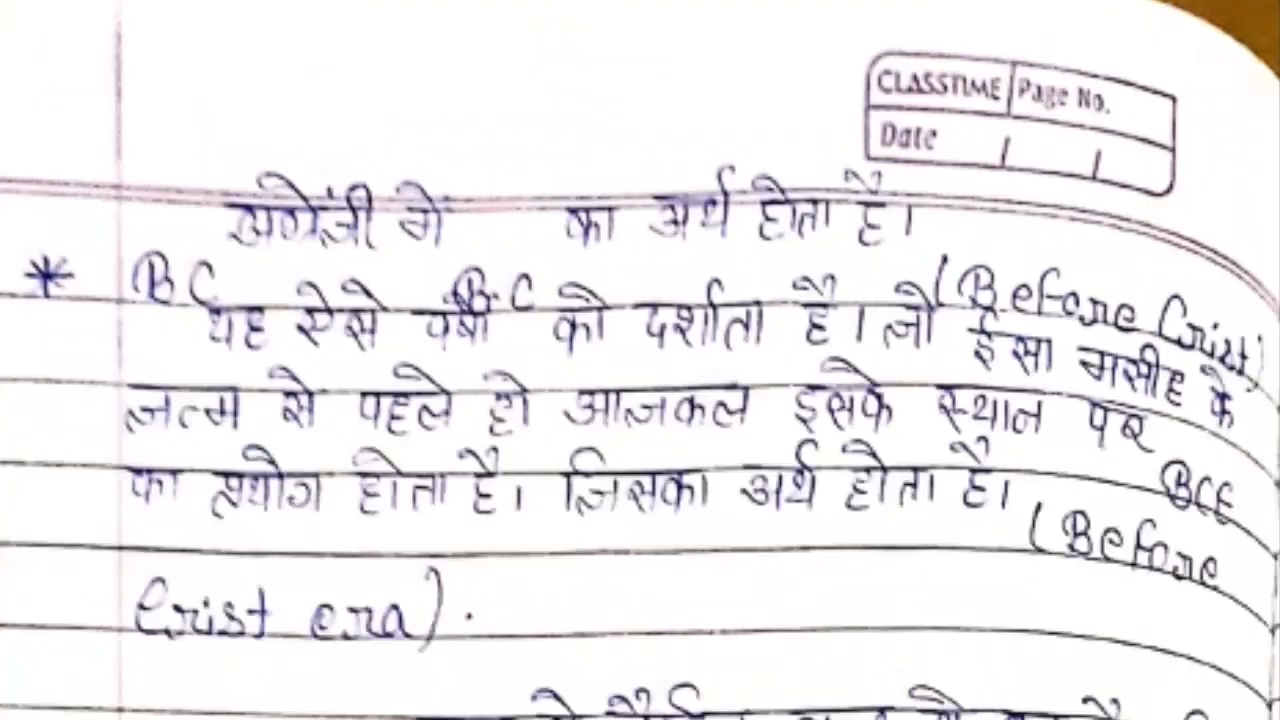 CLASSTIME Page No.
Date / /
अंग्रेजी में का अर्थ होता है।
* BC यह ऐसे वर्षो B.C को दर्शाता है। जो (Before Crist) ईसा मसीह के
जन्म से पहले हो आजकल इसके स्थान पर BCE
का प्रयोग होता है। जिसका अर्थ होता है। (Before
Crist era).